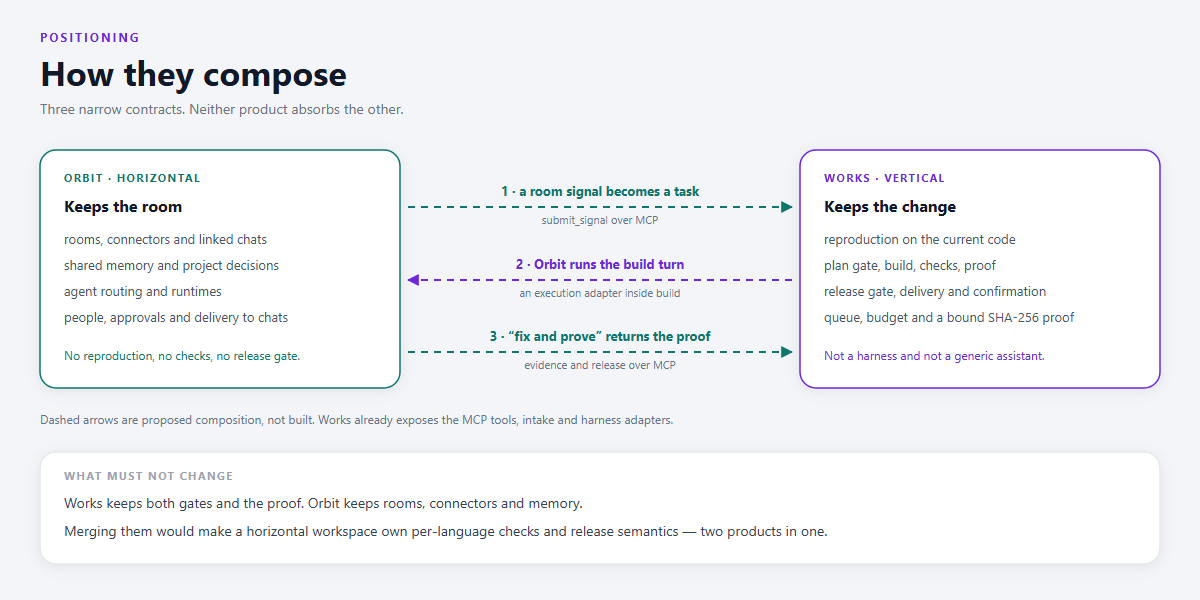 POSITIONING
How they compose
Three narrow contracts. Neither product absorbs the other.
ORBIT · HORIZONTAL
Keeps the room
rooms, connectors and linked chats
shared memory and project decisions
agent routing and runtimes
people, approvals and delivery to chats
No reproduction, no checks, no release gate.
1 · a room signal becomes a task
submit_signal over MCP
2 · Orbit runs the build turn
an execution adapter inside build
3 · “fix and prove” returns the proof
evidence and release over MCP
WORKS · VERTICAL
Keeps the change
reproduction on the current code
plan gate, build, checks, proof
release gate, delivery and confirmation
queue, budget and a bound SHA-256 proof
Not a harness and not a generic assistant.
Dashed arrows are proposed composition, not built. Works already exposes the MCP tools, intake and harness adapters.
WHAT MUST NOT CHANGE
Works keeps both gates and the proof. Orbit keeps rooms, connectors and memory.
Merging them would make a horizontal workspace own per-language checks and release semantics — two products in one.